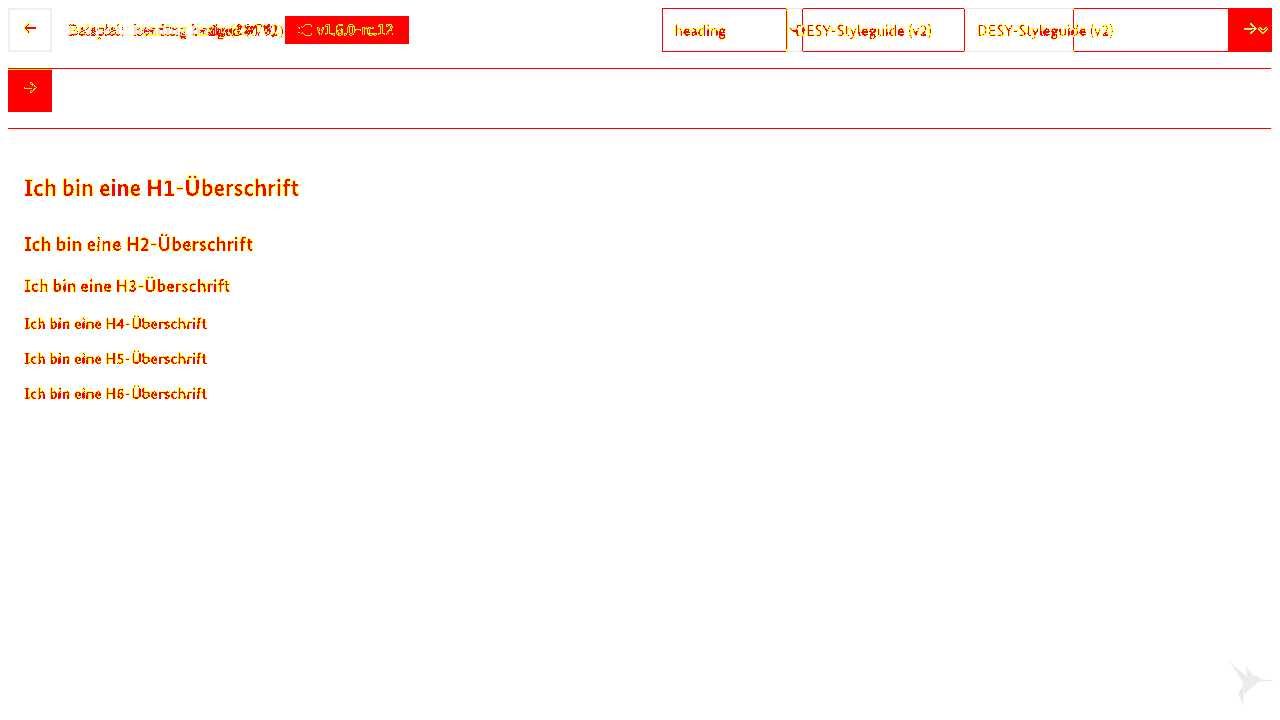 Beispiel: heading heading v1.6.0-rc.12 heading DESY-Styleguide (v2) DESY-Styleguide (v2)
Ich bin eine H1-Überschrift
Ich bin eine H2-Überschrift
Ich bin eine H3-Überschrift
Ich bin eine H4-Überschrift
Ich bin eine H5-Überschrift
Ich bin eine H6-Überschrift